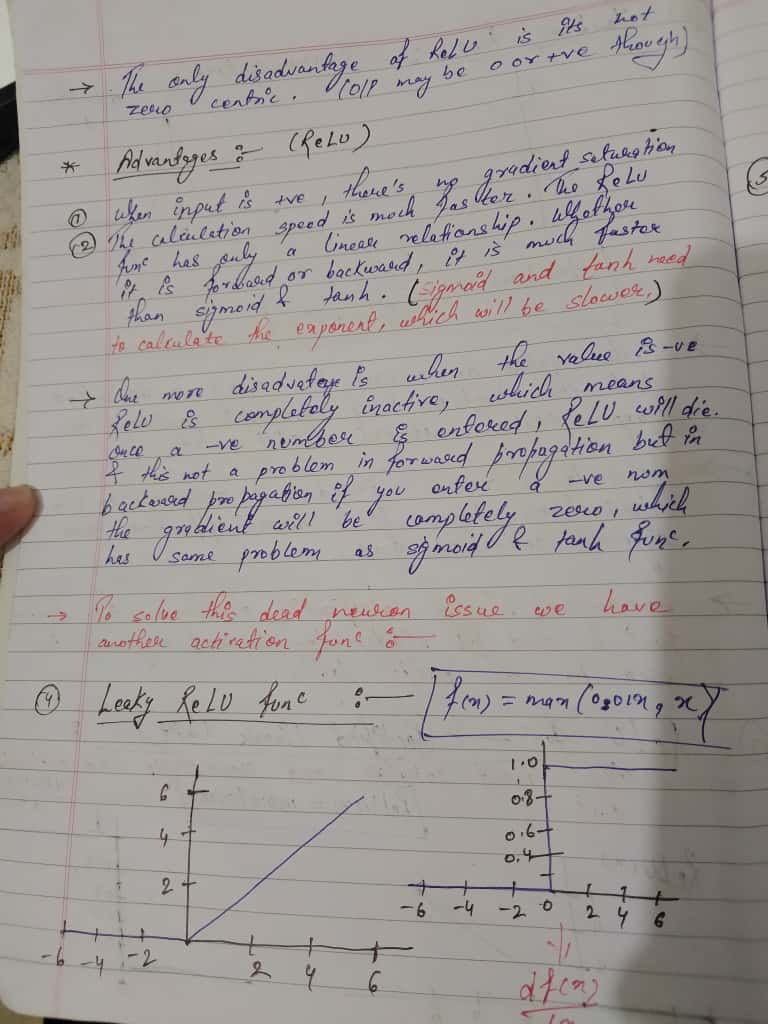 → The only disadvantage of ReLU is its not
zero centric. (O/P may be 0 or +ve though)
* Advantages :- (ReLU)
① When input is +ve, there's no gradient saturation
② The calculation speed is much faster. The ReLU
func has only a linear relationship. Whether
it is forward or backward, it is much faster
than sigmoid & tanh. (sigmoid and tanh need
to calculate the exponent, which will be slower.)
→ One more disadvatage is when the value is -ve
ReLU is completely inactive, which means
once a -ve number is entered, ReLU will die.
& this not a problem in forward propagation but in
backward propagation if you enter a -ve num
the gradient will be completely zero, which
has same problem as sigmoid & tanh func.
→ To solve this dead neuron issue we have
another activation func :-
④ Leaky ReLU func :- f(x) = max (0.01x, x)
6
4
2
-6 -4 -2 2 4 6
1.0
0.8
0.6
0.4
-6 -4 -2 0 2 4 6
df(x)